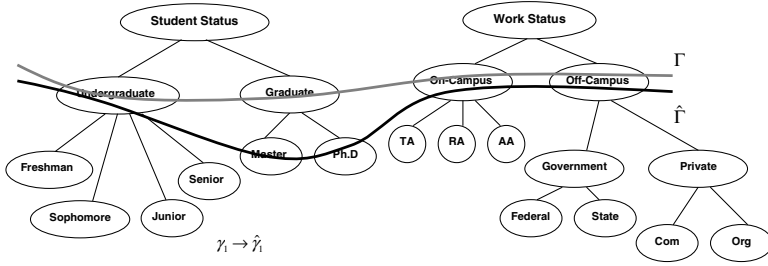 Student Status
Work Status
Γ
Undergraduate
Graduate
On-Campus
Off-Campus
Γ̂
Master
Ph.D
TA
RA
AA
Freshman
Senior
Government
Private
Sophomore
Junior
Federal
State
Com
Org
γ₁ → γ̂₁